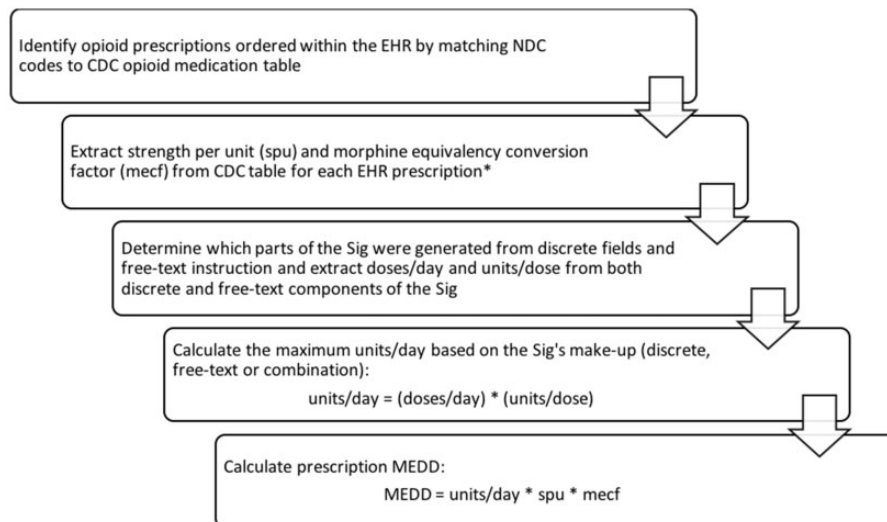 Identify opioid prescriptions ordered within the EHR by matching NDC
codes to CDC opioid medication table
Extract strength per unit (spu) and morphine equivalency conversion
factor (mecf) from CDC table for each EHR prescription*
Determine which parts of the Sig were generated from discrete fields and
free-text instruction and extract doses/day and units/dose from both
discrete and free-text components of the Sig
Calculate the maximum units/day based on the Sig's make-up (discrete,
free-text or combination):
units/day = (doses/day) * (units/dose)
Calculate prescription MEDD:
MEDD = units/day * spu * mecf